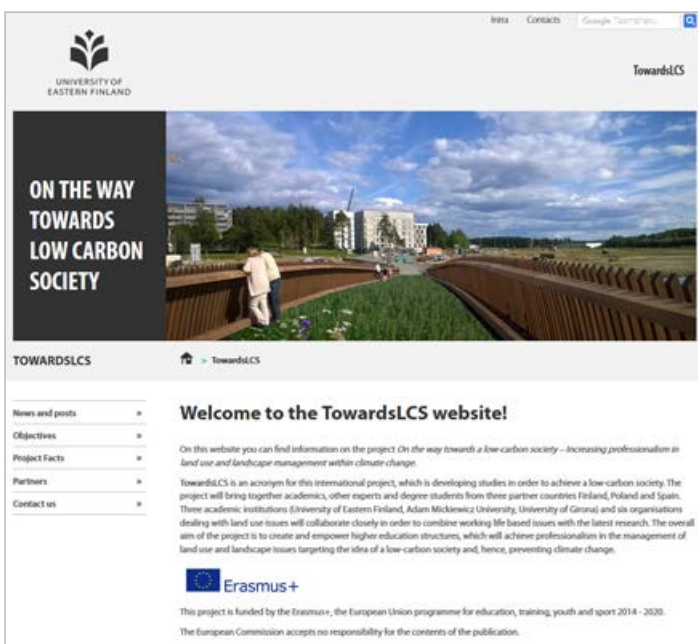 Intra Contacts Google
UNIVERSITY OF
EASTERN FINLAND
TowardsLCS
ON THE WAY
TOWARDS
LOW CARBON
SOCIETY
TOWARDSLCS
> TowardsLCS
News and posts »
Objectives »
Project Facts »
Partners »
Contact us »
Welcome to the TowardsLCS website!
On this website you can find information on the project On the way towards a low-carbon society – Increasing professionalism in
land use and landscape management within climate change.
TowardsLCS is an acronym for this international project, which is developing studies in order to achieve a low-carbon society. The
project will bring together academics, other experts and degree students from three partner countries Finland, Poland and Spain.
Three academic institutions (University of Eastern Finland, Adam Mickiewicz University, University of Girona) and six organisations
dealing with land use issues will collaborate closely in order to combine working life based issues with the latest research. The overall
aim of the project is to create and empower higher education structures, which will achieve professionalism in the management of
land use and landscape issues targeting the idea of a low-carbon society and, hence, preventing climate change.
Erasmus+
This project is funded by the Erasmus+, the European Union programme for education, training, youth and sport 2014 - 2020.
The European Commission accepts no responsibility for the contents of the publication.